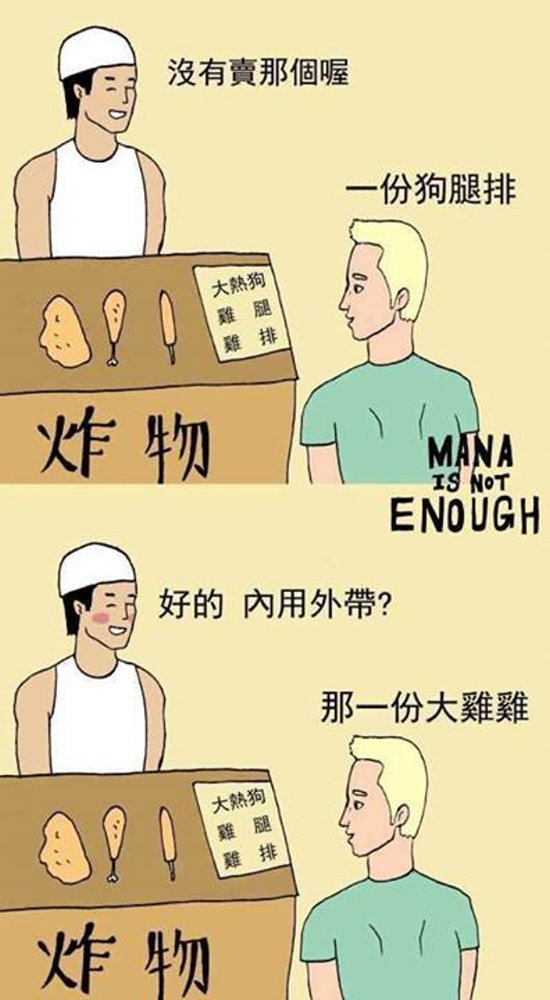 沒有賣那個喔
一份狗腿排
大熱狗
雞 腿
雞 排
炸物
MANA
IS NOT
ENOUGH
好的 內用外帶?
那一份大雞雞
大熱狗
雞 腿
雞 排
炸物